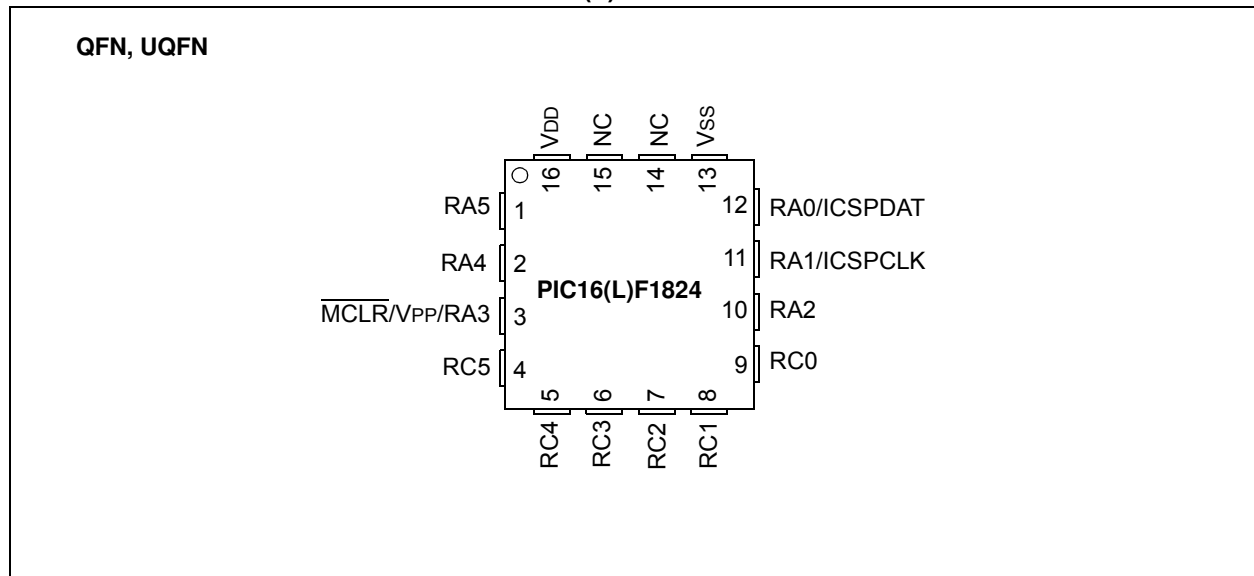 QFN, UQFN
VDD
NC
NC
VSS
16
15
14
13
RA5 1
RA4 2
MCLR/VPP/RA3 3
RC5 4
PIC16(L)F1824
12 RA0/ICSPDAT
11 RA1/ICSPCLK
10 RA2
9 RC0
5
6
7
8
RC4
RC3
RC2
RC1